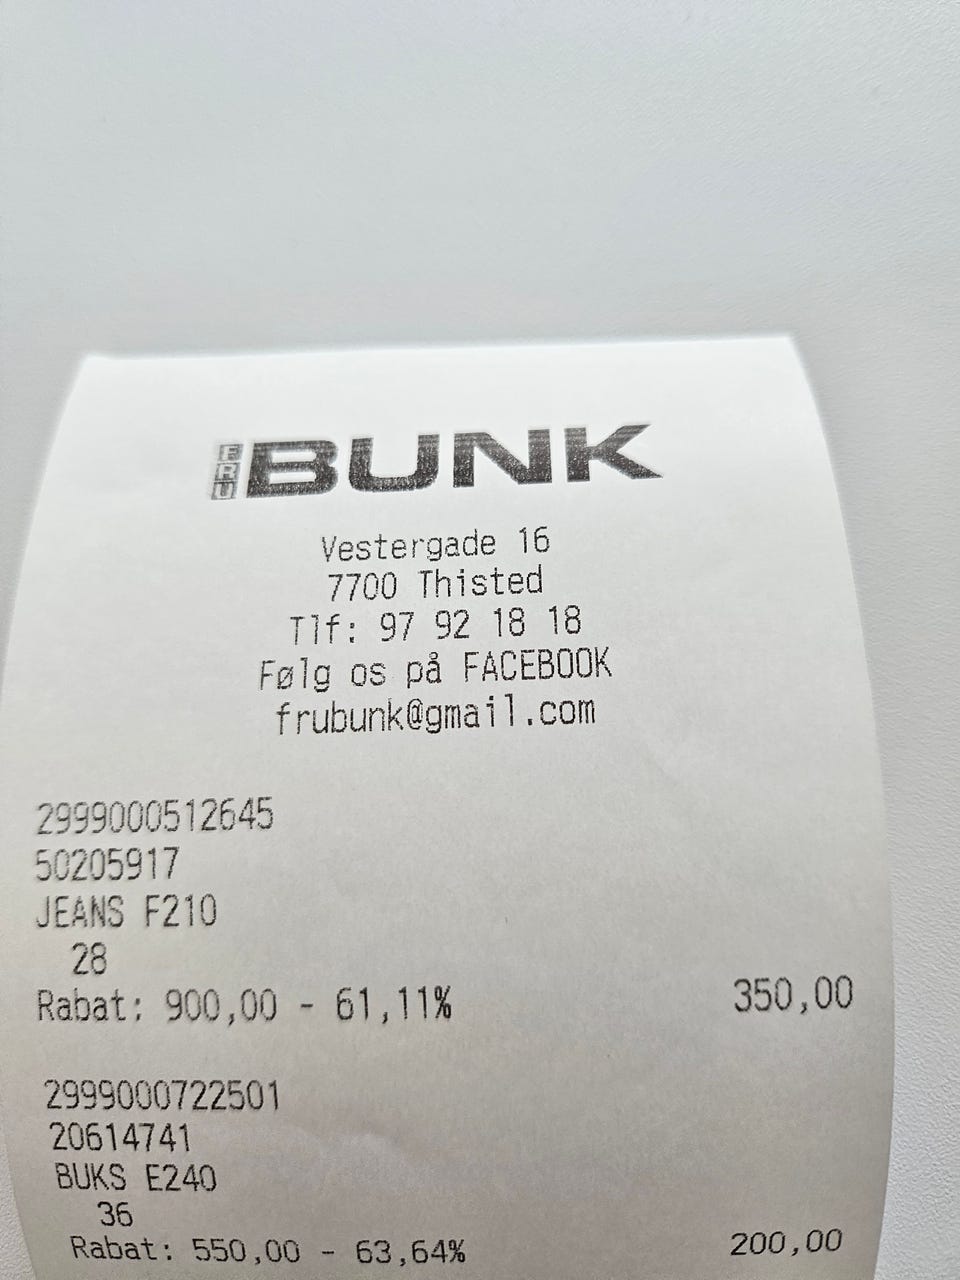 FRU BUNK
Vestergade 16
7700 Thisted
Tlf: 97 92 18 18
Følg os på FACEBOOK
frubunk@gmail.com
2999000512645
50205917
JEANS F210
28
Rabat: 900,00 - 61,11% 350,00
2999000722501
20614741
BUKS E240
36
Rabat: 550,00 - 63,64% 200,00